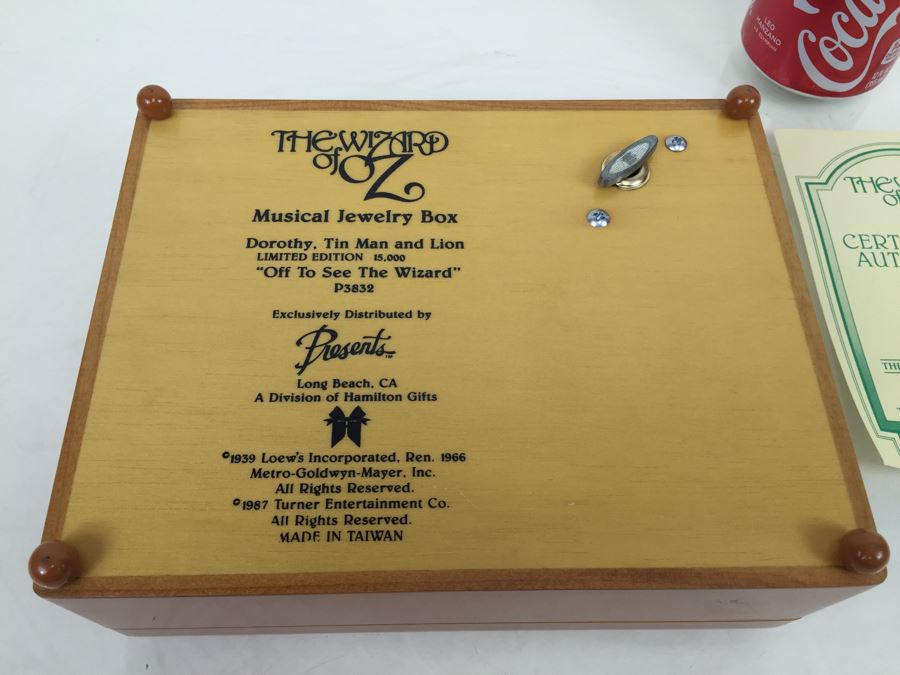 THE WIZARD
of OZ
Musical Jewelry Box
Dorothy, Tin Man and Lion
LIMITED EDITION 15,000
"Off To See The Wizard"
P3832
Exclusively Distributed by
Presents™
Long Beach, CA
A Division of Hamilton Gifts
©1939 Loew's Incorporated, Ren. 1966
Metro-Goldwyn-Mayer, Inc.
All Rights Reserved.
©1987 Turner Entertainment Co.
All Rights Reserved.
MADE IN TAIWAN
LEO
MANZANO
Coca
THE
of
CERT
AUT